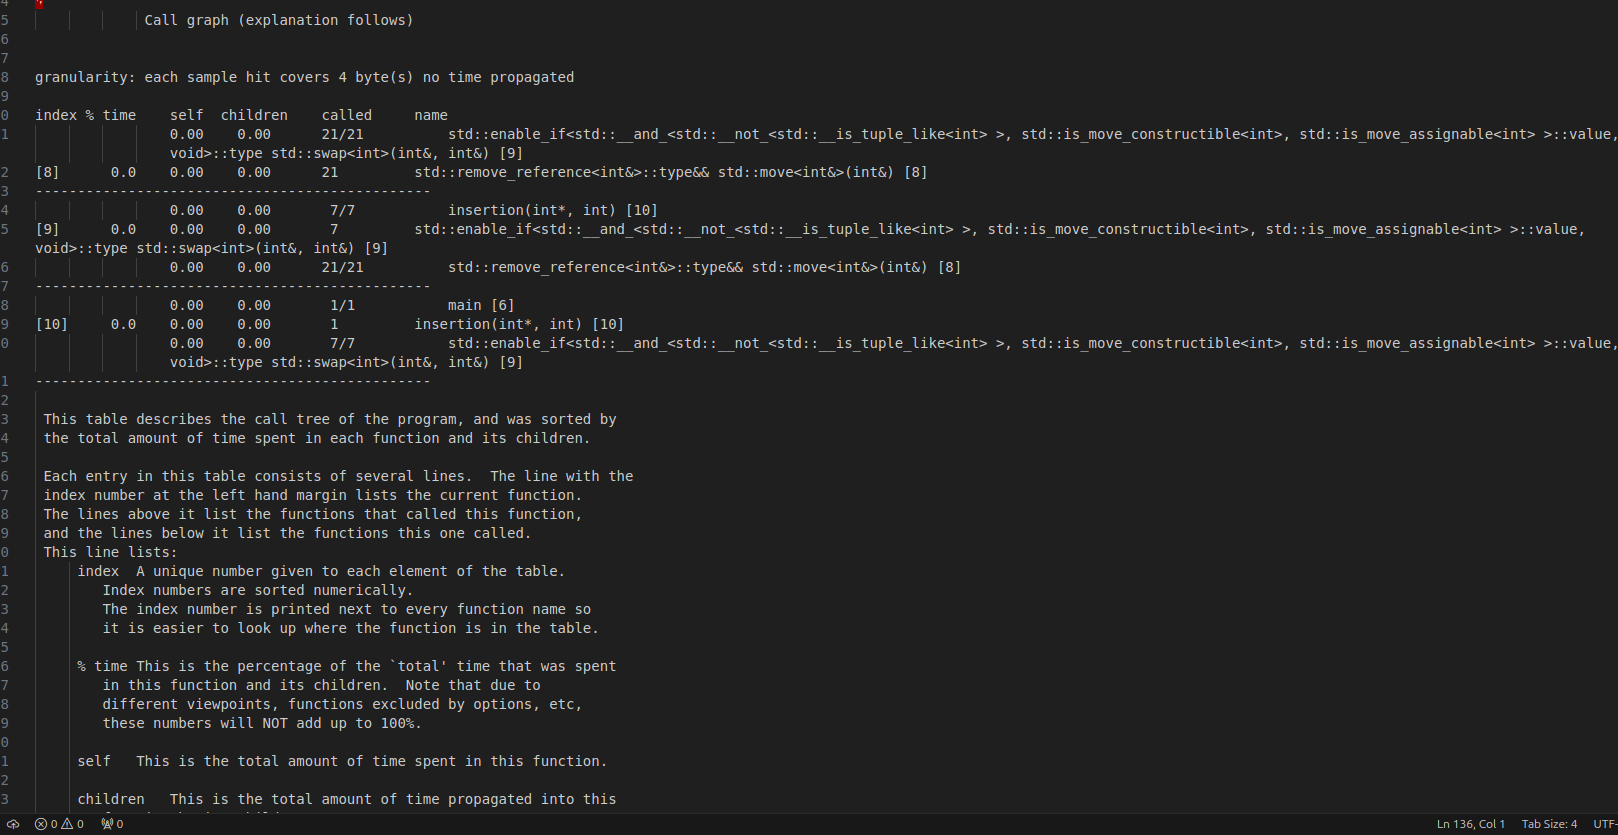 4
5 Call graph (explanation follows)
6
7
8 granularity: each sample hit covers 4 byte(s) no time propagated
9
0 index % time    self  children    called     name
1                 0.00    0.00      21/21          std::enable_if<std::__and_<std::__not_<std::__is_tuple_like<int> >, std::is_move_constructible<int>, std::is_move_assignable<int> >::value,
void>::type std::swap<int>(int&, int&) [9]
2 [8]      0.0    0.00    0.00      21         std::remove_reference<int&>::type&& std::move<int&>(int&) [8]
3 -----------------------------------------------
4                 0.00    0.00       7/7           insertion(int*, int) [10]
5 [9]      0.0    0.00    0.00       7         std::enable_if<std::__and_<std::__not_<std::__is_tuple_like<int> >, std::is_move_constructible<int>, std::is_move_assignable<int> >::value,
void>::type std::swap<int>(int&, int&) [9]
6                 0.00    0.00      21/21          std::remove_reference<int&>::type&& std::move<int&>(int&) [8]
7 -----------------------------------------------
8                 0.00    0.00       1/1           main [6]
9 [10]     0.0    0.00    0.00       1         insertion(int*, int) [10]
0                 0.00    0.00       7/7           std::enable_if<std::__and_<std::__not_<std::__is_tuple_like<int> >, std::is_move_constructible<int>, std::is_move_assignable<int> >::value,
void>::type std::swap<int>(int&, int&) [9]
1 -----------------------------------------------
2
3 This table describes the call tree of the program, and was sorted by
4 the total amount of time spent in each function and its children.
5
6 Each entry in this table consists of several lines.  The line with the
7 index number at the left hand margin lists the current function.
8 The lines above it list the functions that called this function,
9 and the lines below it list the functions this one called.
0 This line lists:
1     index  A unique number given to each element of the table.
2        Index numbers are sorted numerically.
3        The index number is printed next to every function name so
4        it is easier to look up where the function is in the table.
5
6     % time This is the percentage of the `total' time that was spent
7        in this function and its children.  Note that due to
8        different viewpoints, functions excluded by options, etc,
9        these numbers will NOT add up to 100%.
0
1     self   This is the total amount of time spent in this function.
2
3     children   This is the total amount of time propagated into this
0 0 0 Ln 136, Col 1 Tab Size: 4 UTF-